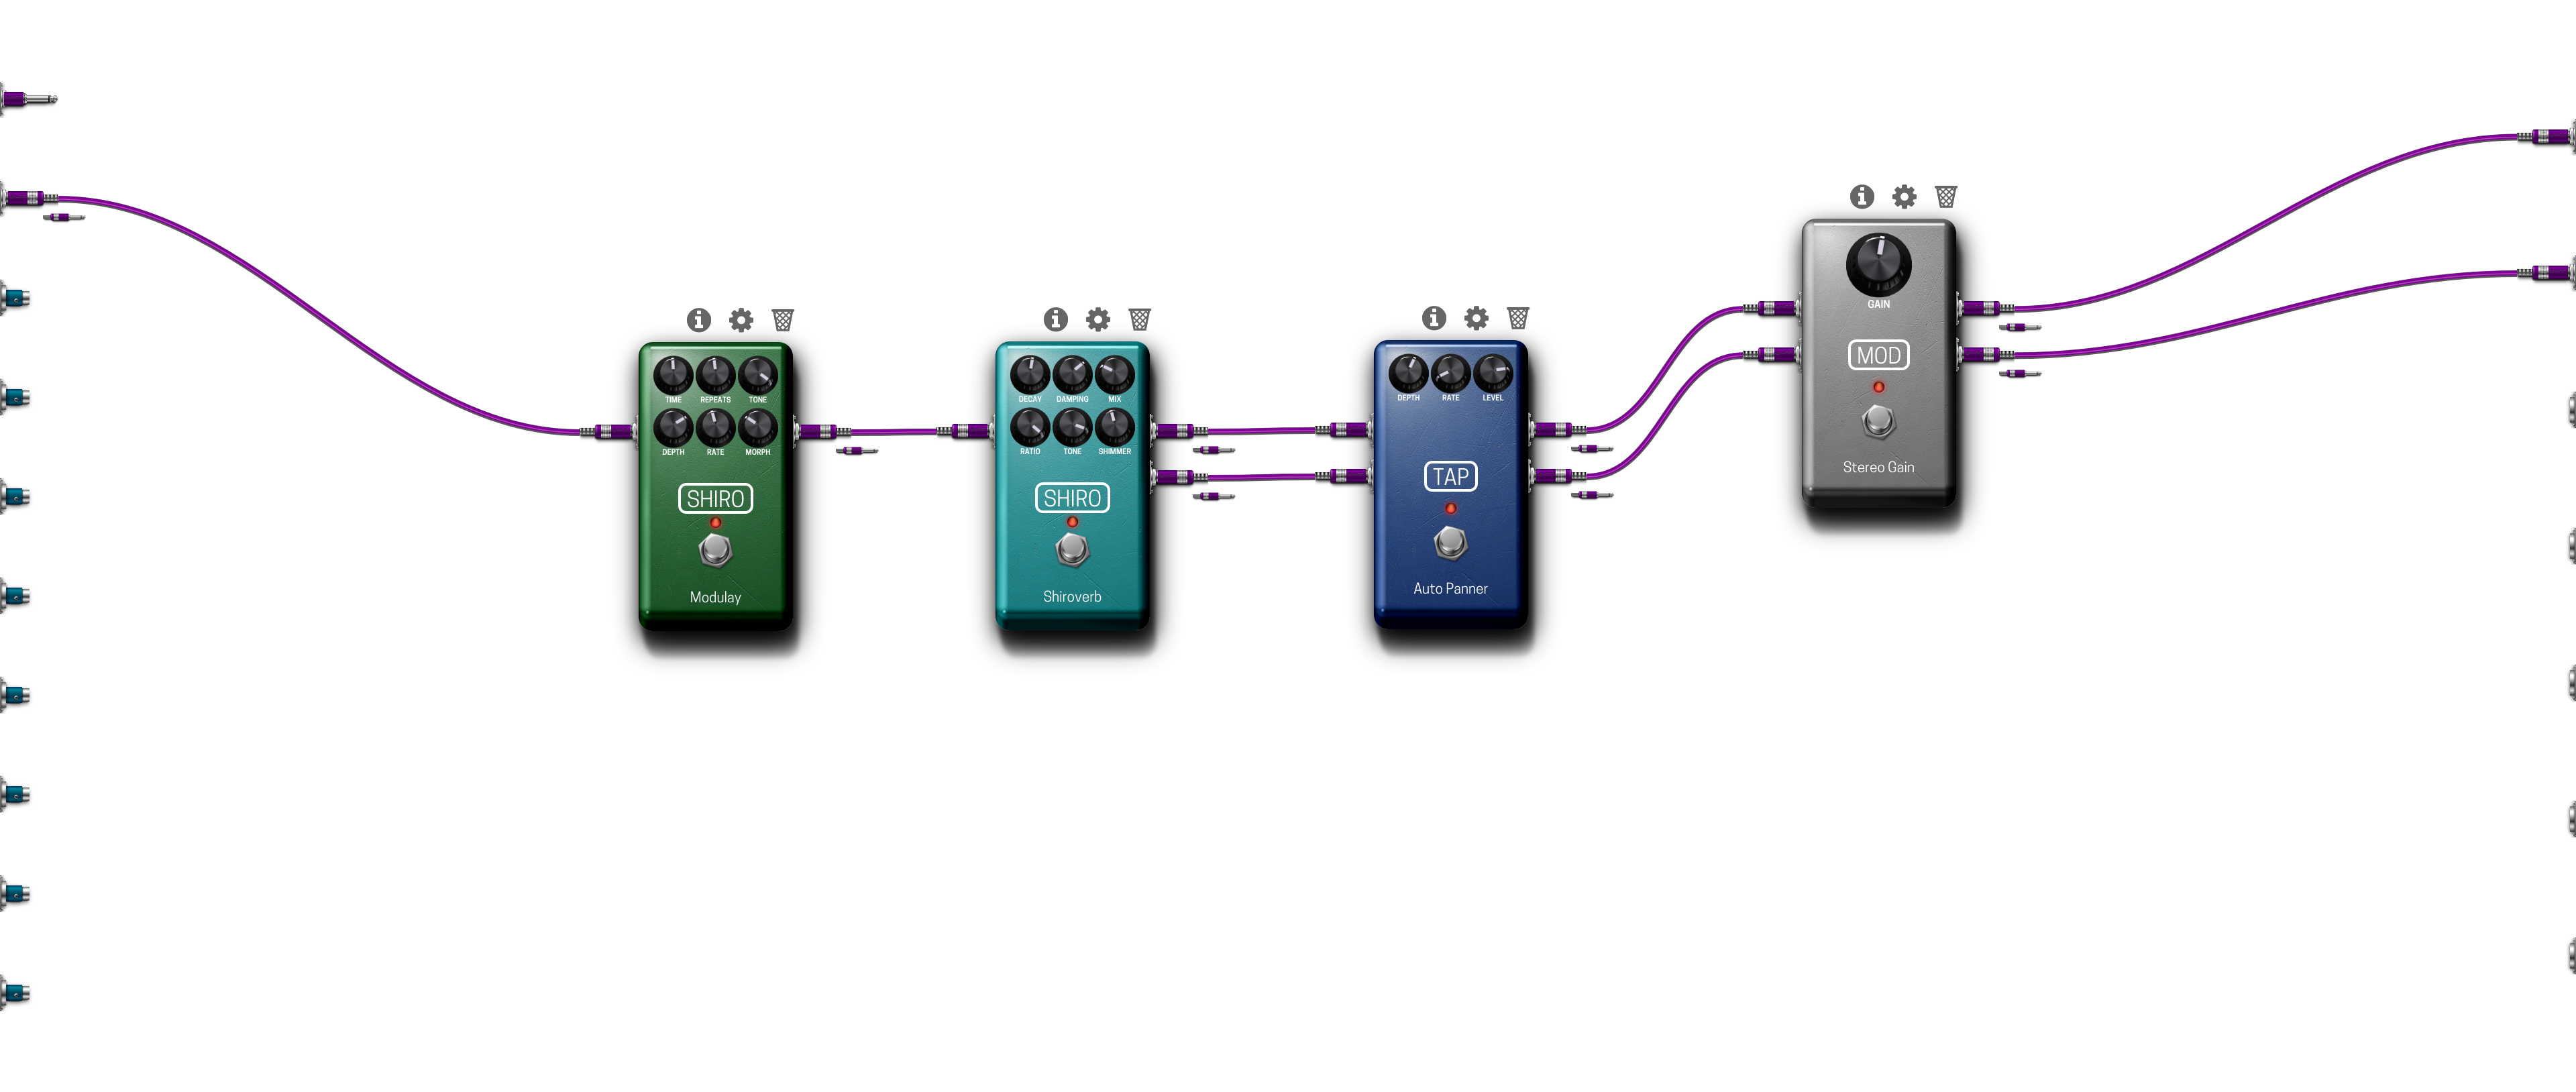 TIME REPEATS TONE
DEPTH RATE MORPH
SHIRO
Modulay
DECAY DAMPING MIX
RATIO TONE SHIMMER
SHIRO
Shiroverb
DEPTH RATE LEVEL
TAP
Auto Panner
GAIN
MOD
Stereo Gain